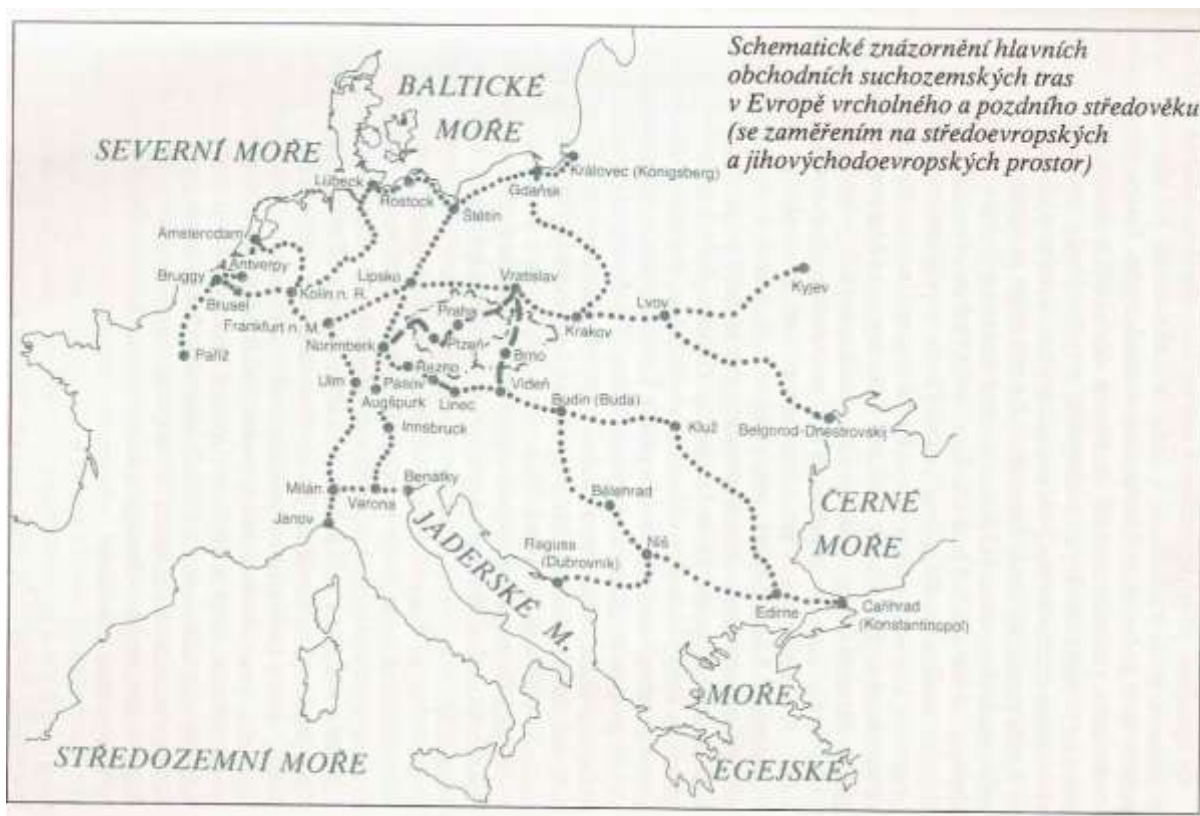 Schematické znázornění hlavních
obchodních suchozemských tras
v Evropě vrcholného a pozdního středověku
(se zaměřením na středoevropských
a jihovýchodoevropských prostor)
BALTICKÉ
MOŘE
SEVERNÍ MOŘE
Lübeck
Rostock
Štětín
Gdaňsk
Královec (Königsberg)
Amsterodam
Antverpy
Bruggy
Brusel
Kolín n. R.
Lipsko
Vratislav
Kyjev
Lvov
Krakov
Frankfurt n. M.
Praha
Plzeň
Norimberk
Paříž
Brno
Řezno
Ulm
Pasov
Augšpurk
Linec
Vídeň
Budín (Buda)
Kluž
Belgorod-Dnestrovskij
Innsbruck
Benátky
Milán
Varona
Janov
Bělehrad
ČERNÉ
MOŘE
JADERSKÉ M.
Ragusa
(Dubrovník)
Niš
Edirne
Cařihrad
(Konstantinopol)
MOŘE
EGEJSKÉ
STŘEDOZEMNÍ MOŘE